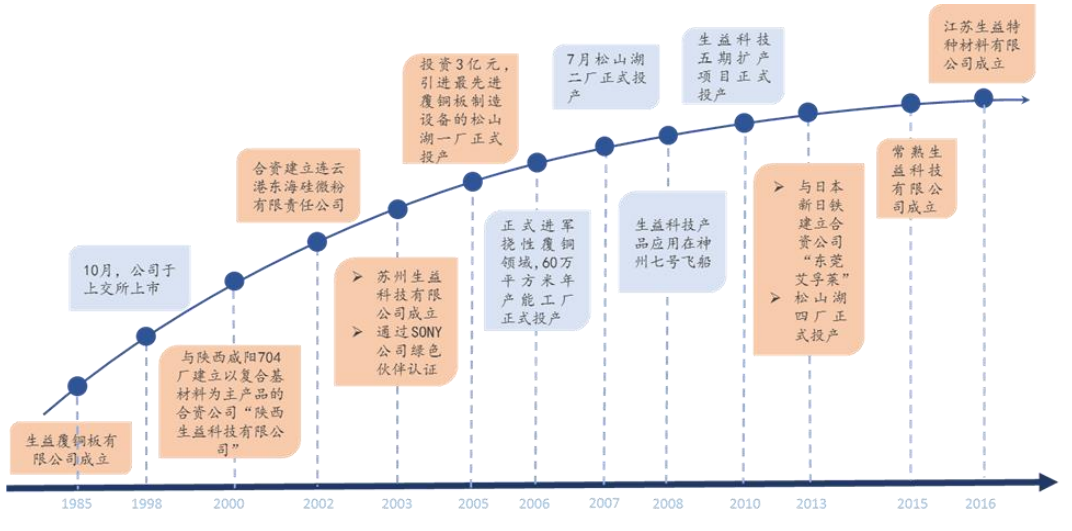 生益覆铜板有
限公司成立
10月，公司于
上交所上市
与陕西咸阳704
厂建立以复合基
材料为主产品的
合资公司“陕西
生益科技有限公
司”
合资建立连云
港东海硅微粉
有限责任公司
➢ 苏州生益
科技有限
公司成立
➢ 通过SONY
公司绿色
伙伴认证
投资3亿元，
引进最先进
覆铜板制造
设备的松山
湖一厂正式
投产
正式进军
挠性覆铜
领域,60万
平方米年
产能工厂
正式投产
7月松山湖
二厂正式投
产
生益科技产
品应用在神
州七号飞船
生益科技
五期扩产
项目正式
投产
➢ 与日本
新日铁
建立合
资公司
“东莞
艾孚莱”
➢ 松山湖
四厂正
式投产
常熟生
益科技
有限公
司成立
江苏生益特
种材料有限
公司成立
1985 1998 2000 2002 2003 2005 2006 2007 2008 2010 2013 2015 2016